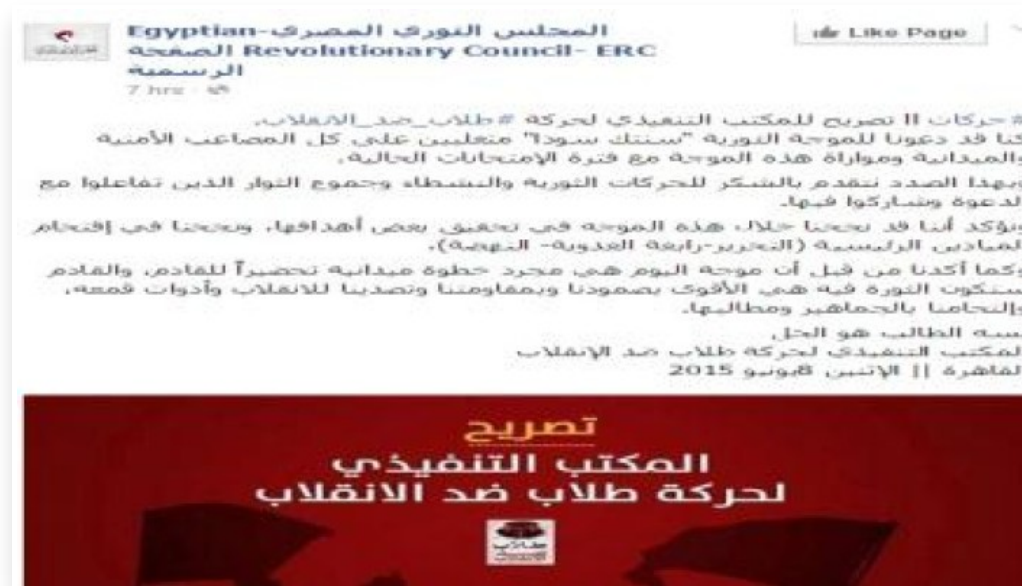 المجلس الثورى المصرى-Egyptian
Revolutionary Council- ERC الصفحة
الرسمية
Like Page
7 hrs ·
#حركات || تصريح للمكتب التنفيذي لحركة #طلاب_ضد_الانقلاب.
كنا قد دعونا للموجة الثورية "سنتك سودا" متغلبين على كل المصاعب الأمنية
والميدانية وموازاة هذه الموجة مع فترة الإمتحانات الحالية.
وبهذا الصدد نتقدم بالشكر للحركات الثورية والنشطاء وجموع الثوار الذين تفاعلوا مع
الدعوة وشاركوا فيها.
ونؤكد أننا قد نجحنا خلال هذه الموجة في تحقيق بعض أهدافها، ونجحنا في إقتحام
الميادين الرئيسية (التحرير-رابعة العدوية- النهضة).
وكما أكدنا من قبل أن موجة اليوم هي مجرد خطوة ميدانية تحضيراً للقادم، والقادم
ستكون الثورة فيه هي الأقوى بصمودنا وبمقاومتنا وتصدينا للانقلاب وأدوات قمعه،
وإلتحامنا بالجماهير ومطالبها.
لسه الطالب هو الحل
المكتب التنفيذي لحركة طلاب ضد الإنقلاب
القاهرة || الإثنين 8يونيو 2015
تصريح
المكتب التنفيذي
لحركة طلاب ضد الانقلاب
طلاب